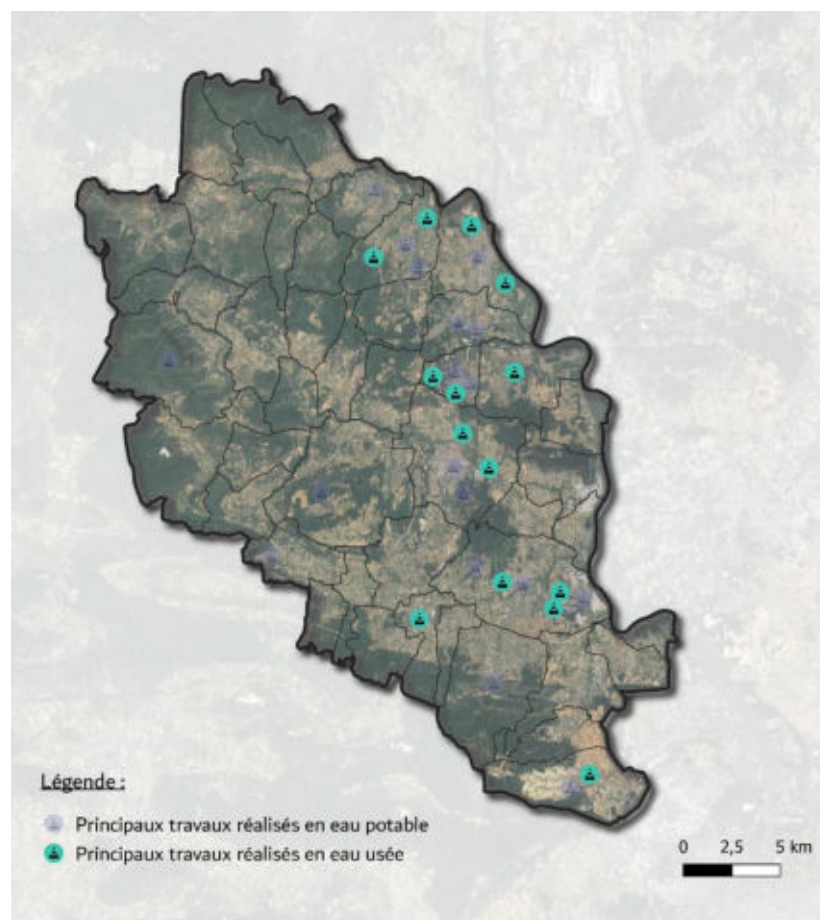 Légende :
Principaux travaux réalisés en eau potable
Principaux travaux réalisés en eau usée
0 2,5 5 km